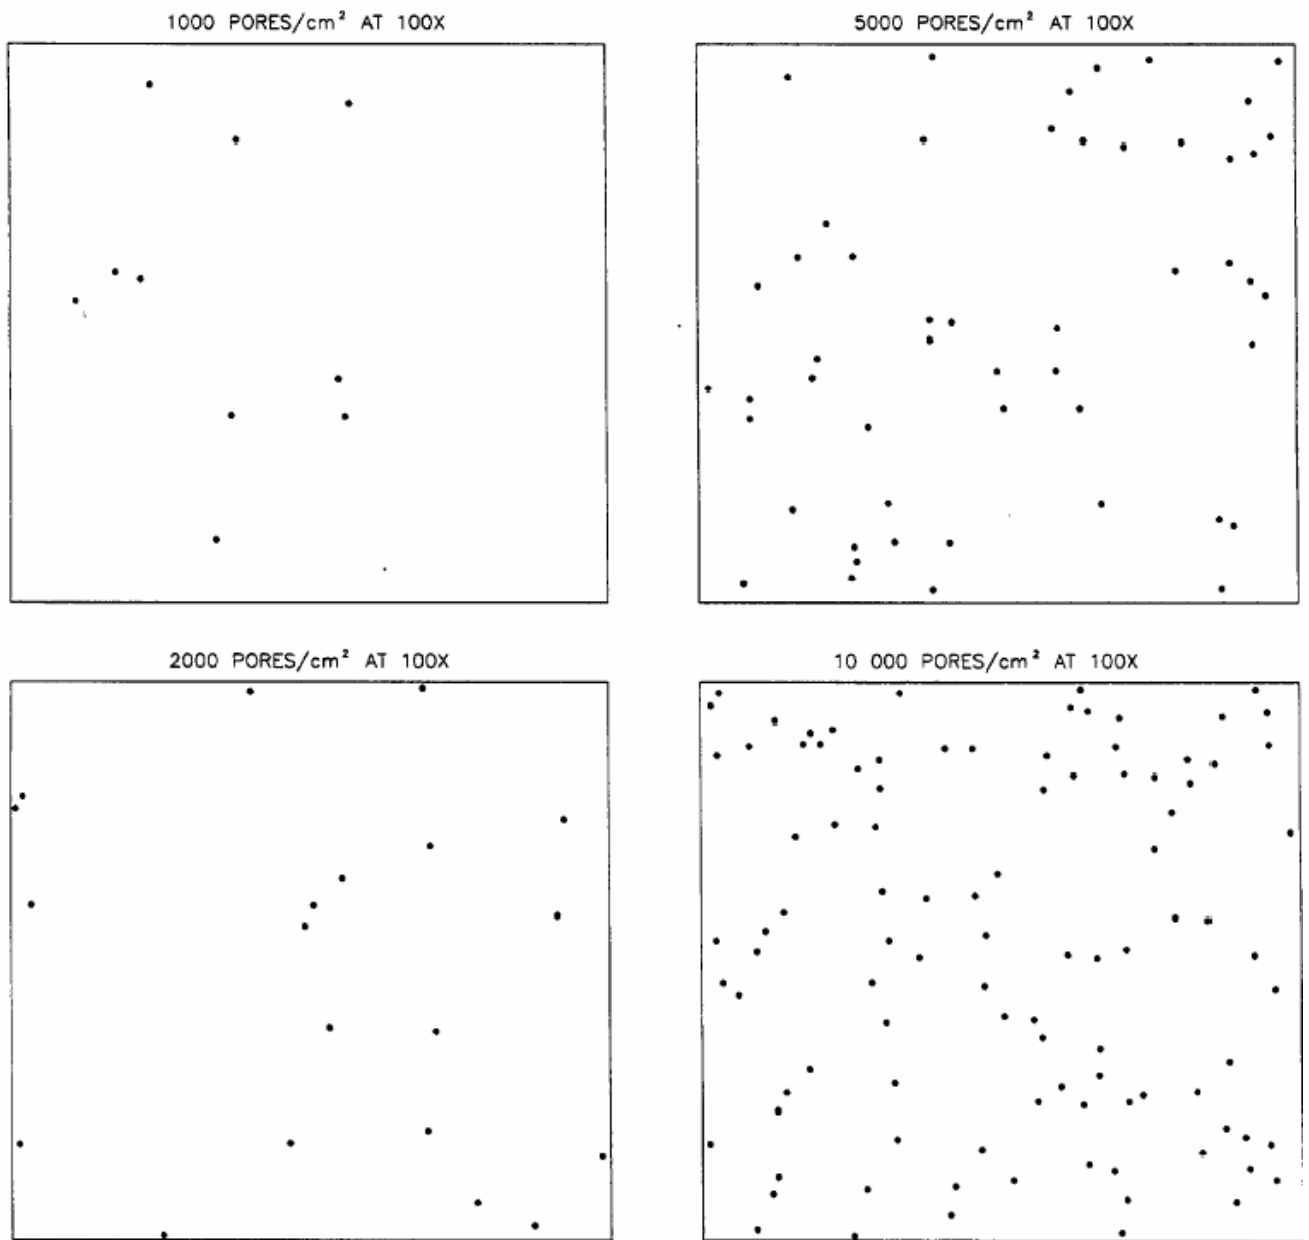 1000 PORES/cm² AT 100X
5000 PORES/cm² AT 100X
2000 PORES/cm² AT 100X
10 000 PORES/cm² AT 100X